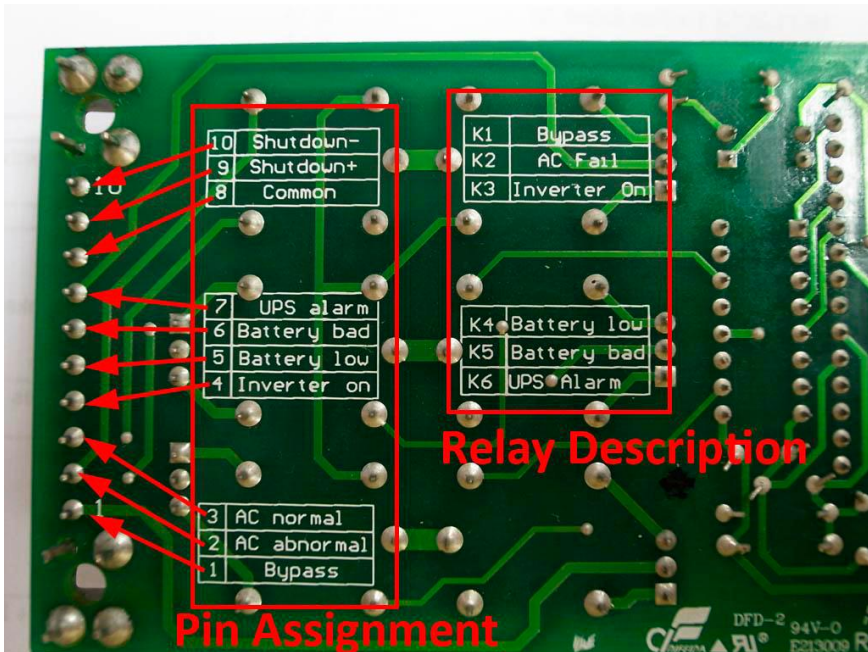 10 Shutdown-
9 Shutdown+
8 Common
10
7 UPS alarm
6 Battery bad
5 Battery low
4 Inverter on
3 AC normal
2 AC abnormal
1 Bypass
1
Pin Assignment
K1 Bypass
K2 AC Fail
K3 Inverter On
K4 Battery low
K5 Battery bad
K6 UPS Alarm
Relay Description
DFD-2 94V-0
E213009